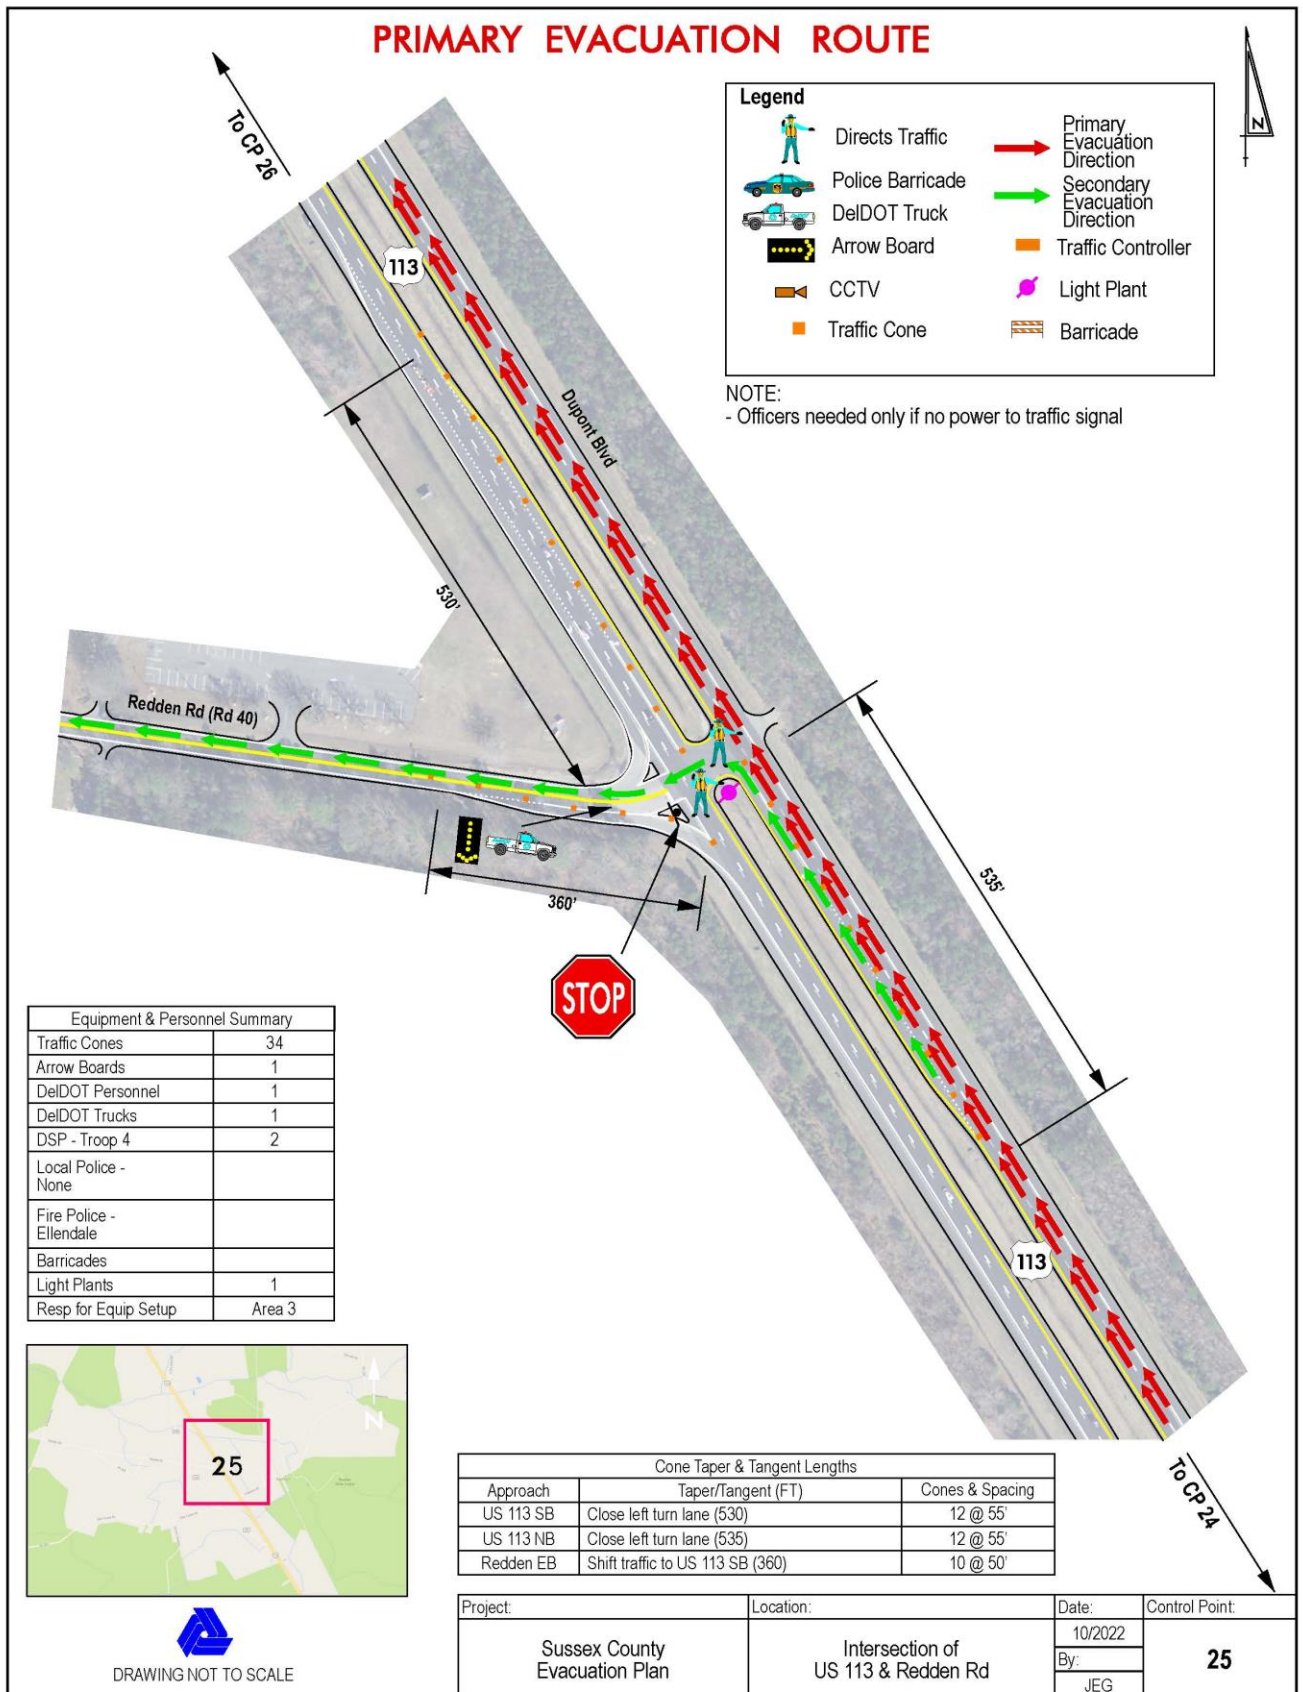 PRIMARY EVACUATION ROUTE
To CP 26
N
Legend
Directs Traffic
Police Barricade
DelDOT Truck
Arrow Board
CCTV
Traffic Cone
Primary
Evacuation
Direction
Secondary
Evacuation
Direction
Traffic Controller
Light Plant
Barricade
NOTE:
- Officers needed only if no power to traffic signal
113
Dupont Blvd
530'
Redden Rd (Rd 40)
535'
360'
STOP
113
To CP 24
Equipment & Personnel Summary
Traffic Cones 34
Arrow Boards 1
DelDOT Personnel 1
DelDOT Trucks 1
DSP - Troop 4 2
Local Police -
None
Fire Police -
Ellendale
Barricades
Light Plants 1
Resp for Equip Setup Area 3
N
25
DRAWING NOT TO SCALE
Cone Taper & Tangent Lengths
Approach Taper/Tangent (FT) Cones & Spacing
US 113 SB Close left turn lane (530) 12 @ 55'
US 113 NB Close left turn lane (535) 12 @ 55'
Redden EB Shift traffic to US 113 SB (360) 10 @ 50'
Project:
Sussex County
Evacuation Plan
Location:
Intersection of
US 113 & Redden Rd
Date:
10/2022
By:
JEG
Control Point:
25